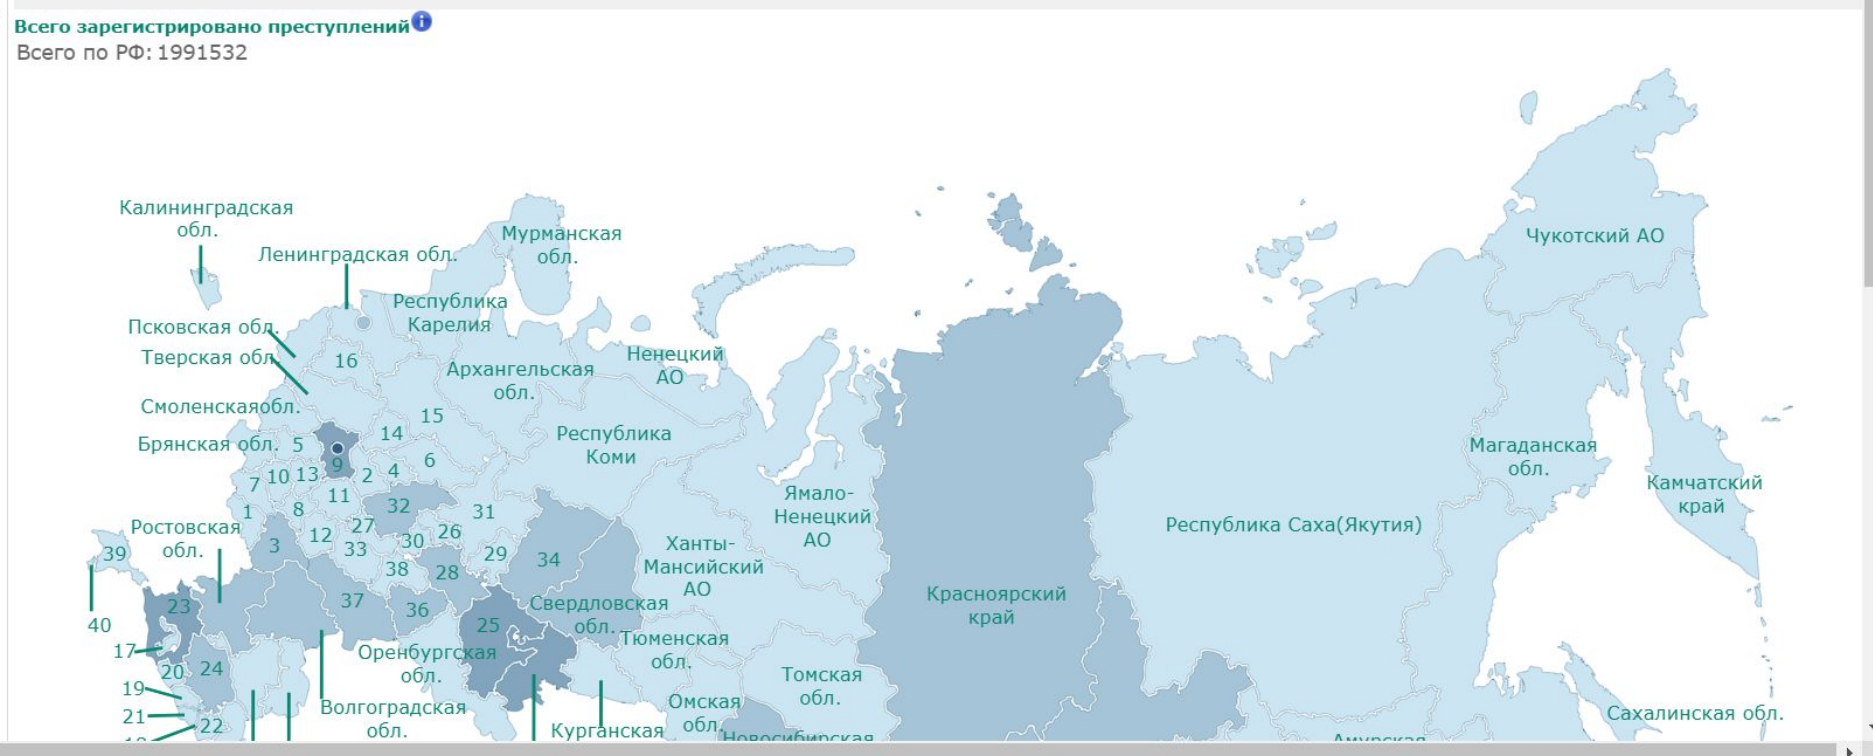 Всего зарегистрировано преступлений
Всего по РФ: 1991532
Калининградская
обл.
Мурманская
обл.
Чукотский АО
Ленинградская обл.
Республика
Карелия
Псковская обл.
Тверская обл
16
Ненецкий
АО
Архангельская
обл.
Смоленскаяобл.
15
14
Республика
Коми
Брянская обл.
5
9
6
Магаданская
обл.
7
10
13
2
4
Камчатский
край
11
Ямало-
Ненецкий
АО
1
8
32
31
Ростовская
обл.
12
27
26
Республика Саха(Якутия)
39
3
33
30
29
34
Ханты-
Мансийский
АО
38
28
23
37
36
Свердловская
обл.
Красноярский
край
40
25
17
Оренбургская
обл.
Тюменская
обл.
20
24
Томская
обл.
19
21
22
Волгоградская
обл.
Омская
обл.
Курганская
Сахалинская обл.
18
Новосибирская
Амурская